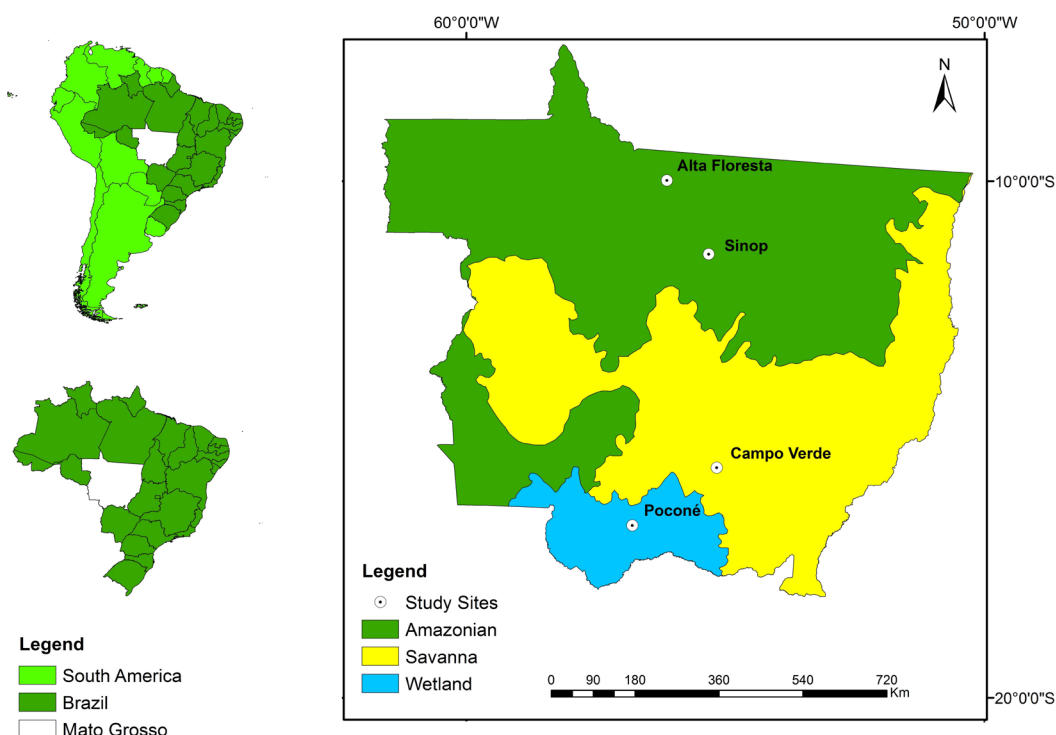 60°0'0"W
50°0'0"W
N
Alta Floresta
10°0'0"S
Sinop
Campo Verde
Poconé
Legend
Study Sites
Amazonian
Savanna
Wetland
0 90 180 360 540 720
Km
20°0'0"S
Legend
South America
Brazil
Mato Grosso